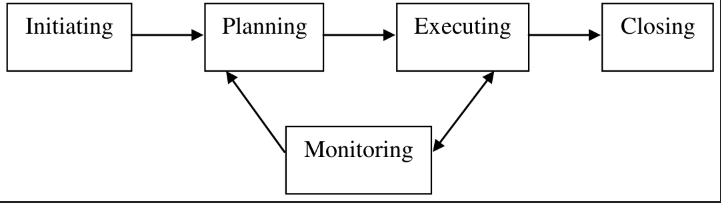 Initiating
Planning
Executing
Closing
Monitoring